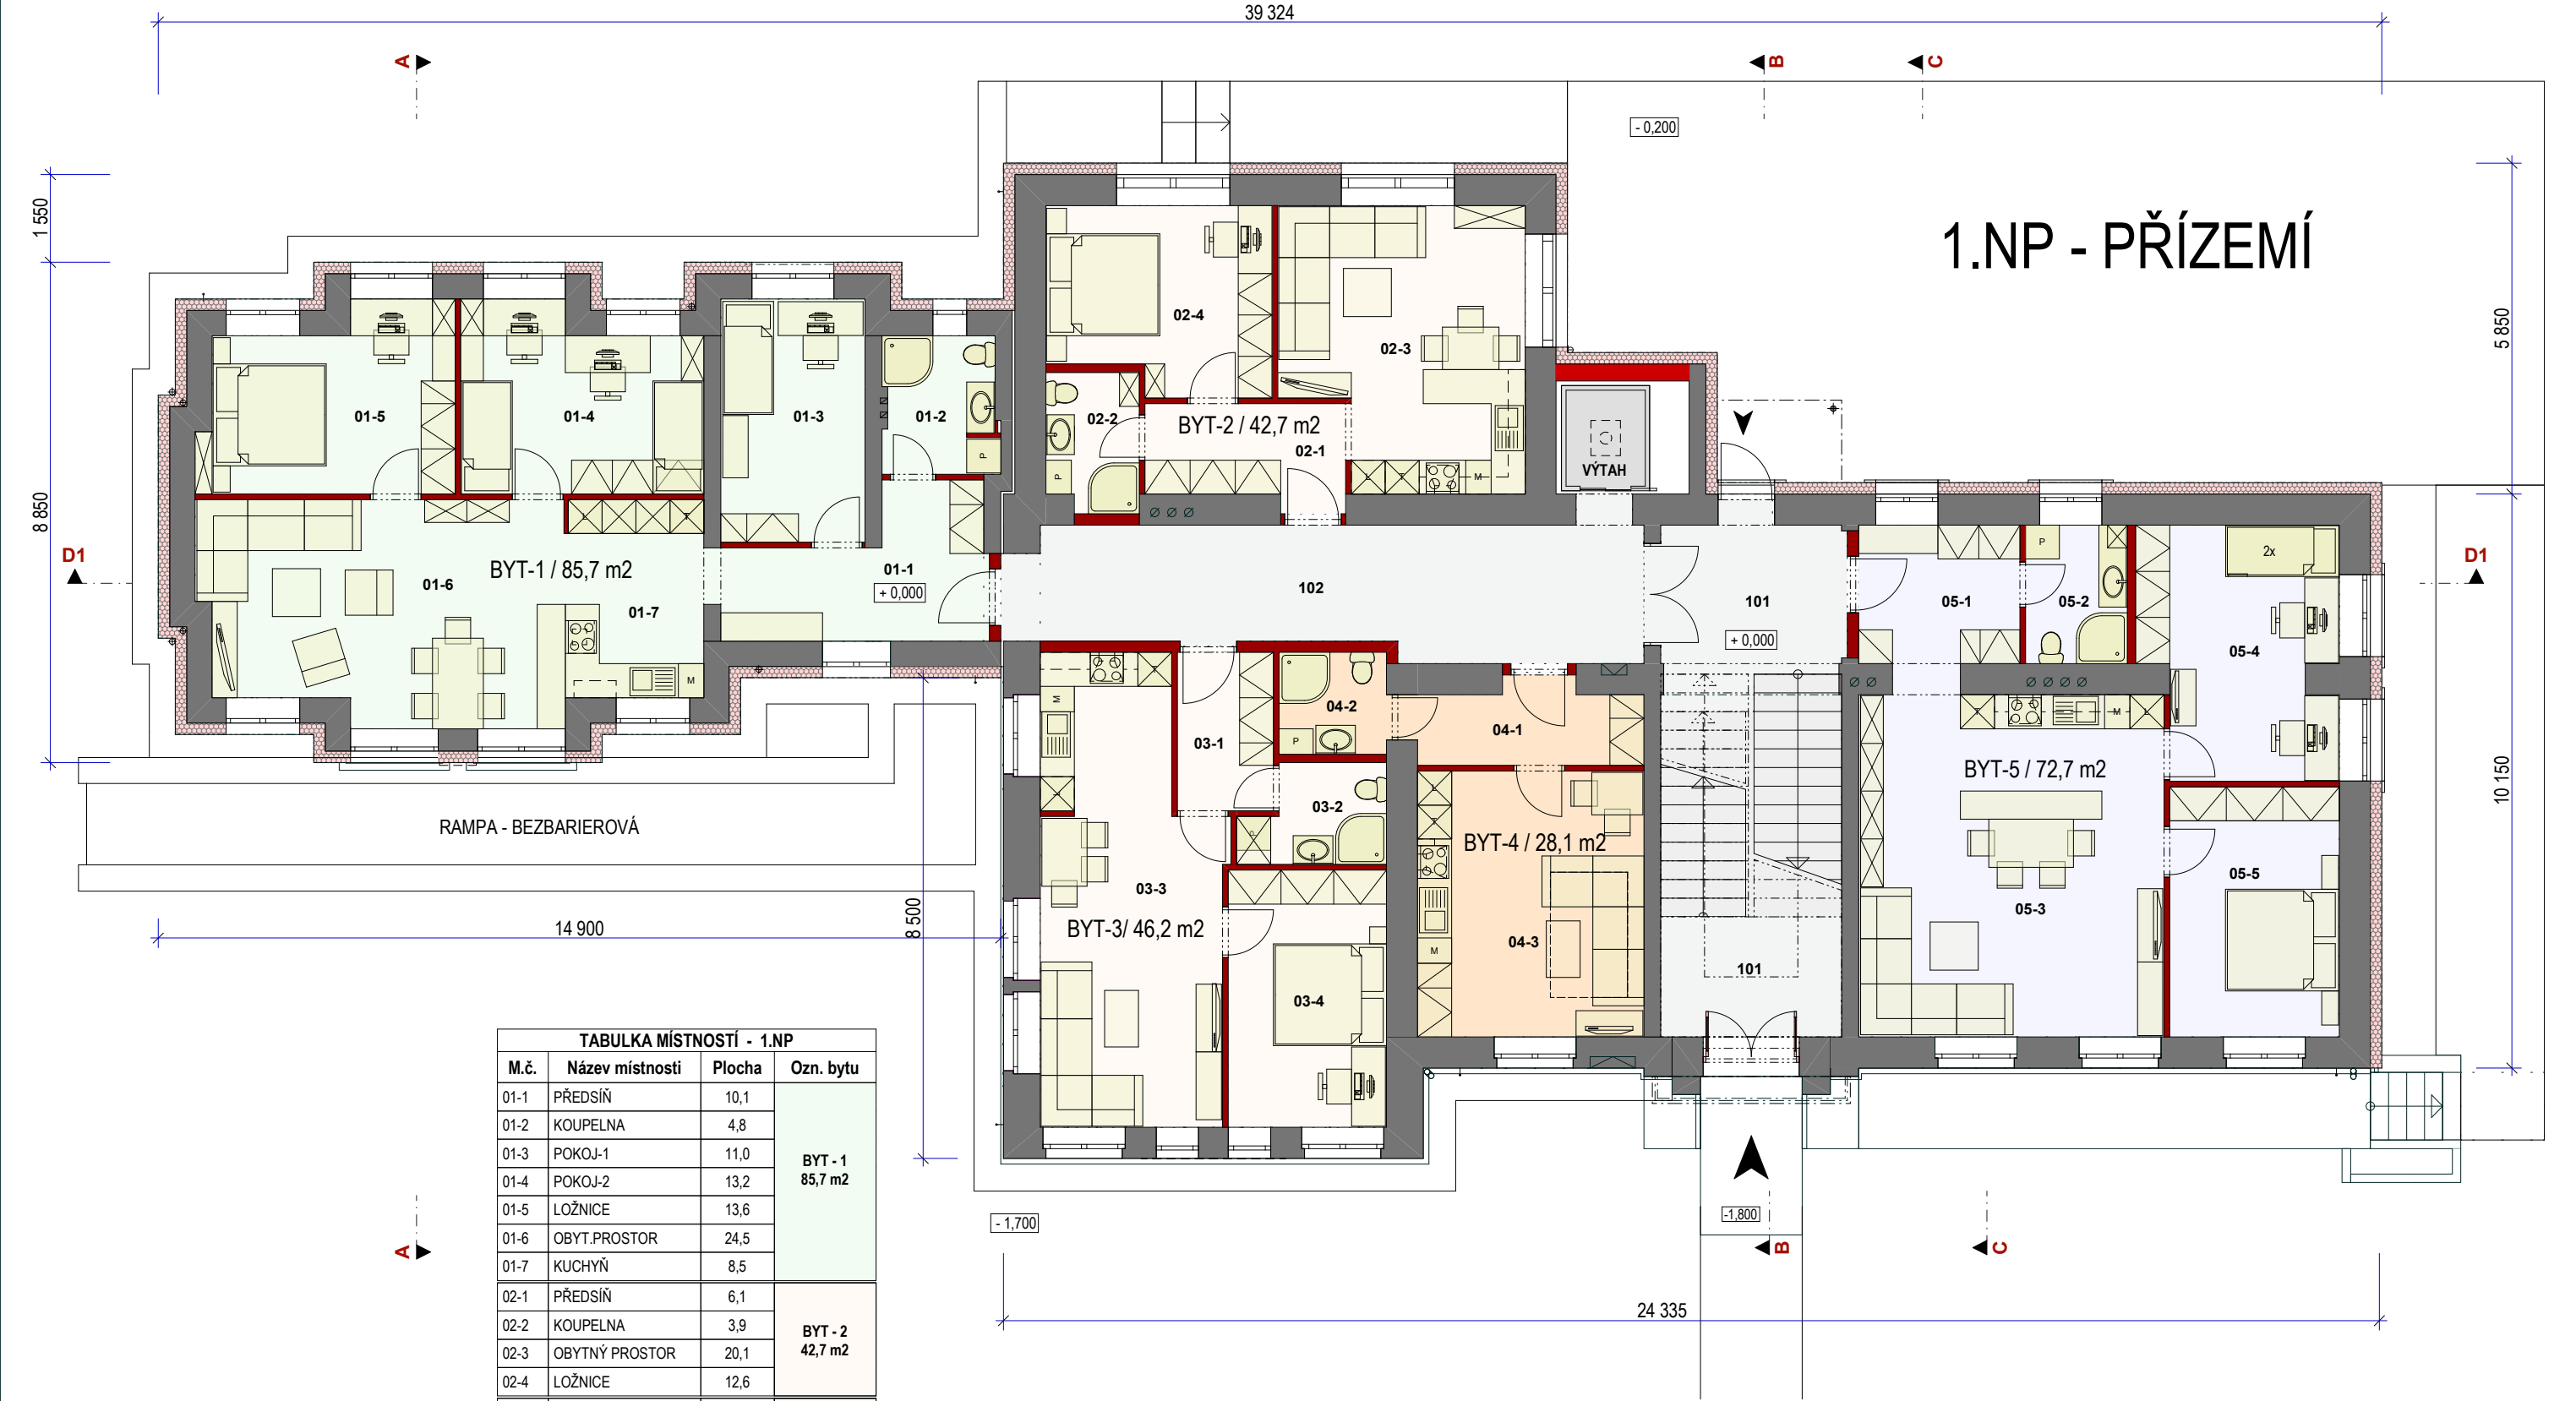 39 324
A
B
C
- 0,200
1 550
1.NP - PŘÍZEMÍ
5 850
02-4
02-3
01-5
01-4
01-3
01-2
P
02-2
BYT-2 / 42,7 m2
02-1
P
L
T
M
VÝTAH
8 850
L
T
D1
BYT-1 / 85,7 m2
01-6
01-1
+ 0,000
01-7
M
102
101
+ 0,000
05-1
P
05-2
2x
D1
05-4
T
M
03-1
04-2
P
04-1
T
M
L
BYT-5 / 72,7 m2
10 150
L
03-2
P
L
T
BYT-4 / 28,1 m2
RAMPA - BEZBARIEROVÁ
03-3
BYT-3/ 46,2 m2
05-5
05-3
14 900
8 500
04-3
M
101
03-4
TABULKA MÍSTNOSTÍ - 1.NP
M.č. Název místnosti Plocha Ozn. bytu
01-1 PŘEDSÍŇ 10,1
01-2 KOUPELNA 4,8
01-3 POKOJ-1 11,0
BYT - 1
85,7 m2
01-4 POKOJ-2 13,2
01-5 LOŽNICE 13,6
01-6 OBYT.PROSTOR 24,5
01-7 KUCHYŇ 8,5
02-1 PŘEDSÍŇ 6,1
02-2 KOUPELNA 3,9
BYT - 2
42,7 m2
02-3 OBYTNÝ PROSTOR 20,1
02-4 LOŽNICE 12,6
- 1,700
-1,800
A
B
C
24 335